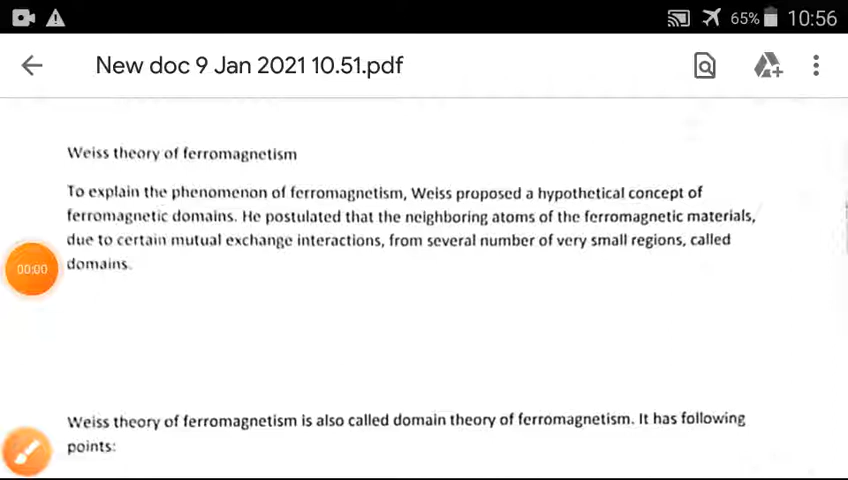 65% 10:56
New doc 9 Jan 2021 10.51.pdf
Weiss theory of ferromagnetism
To explain the phenomenon of ferromagnetism, Weiss proposed a hypothetical concept of
ferromagnetic domains. He postulated that the neighboring atoms of the ferromagnetic materials,
due to certain mutual exchange interactions, from several number of very small regions, called
domains.
00:00
Weiss theory of ferromagnetism is also called domain theory of ferromagnetism. It has following
points: